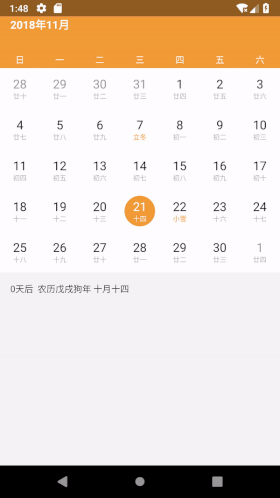 1:48
2018年11月
日 一 二 三 四 五 六
28 29 30 31 1 2 3
二十 廿一 廿二 廿三 廿四 廿五 廿六
4 5 6 7 8 9 10
廿七 廿八 廿九 立冬 初一 初二 初三
11 12 13 14 15 16 17
初四 初五 初六 初七 初八 初九 初十
18 19 20 21 22 23 24
十一 十二 十三 十四 小雪 十六 十七
25 26 27 28 29 30 1
十八 十九 廿十 廿一 廿二 廿三 廿四
0天后 农历戊戌狗年 十月十四